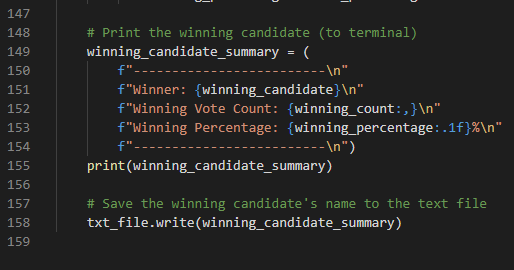 147
148 # Print the winning candidate (to terminal)
149 winning_candidate_summary = (
150 f"-------------------------\n"
151 f"Winner: {winning_candidate}\n"
152 f"Winning Vote Count: {winning_count:,}\n"
153 f"Winning Percentage: {winning_percentage:.1f}%\n"
154 f"-------------------------\n")
155 print(winning_candidate_summary)
156
157 # Save the winning candidate's name to the text file
158 txt_file.write(winning_candidate_summary)
159